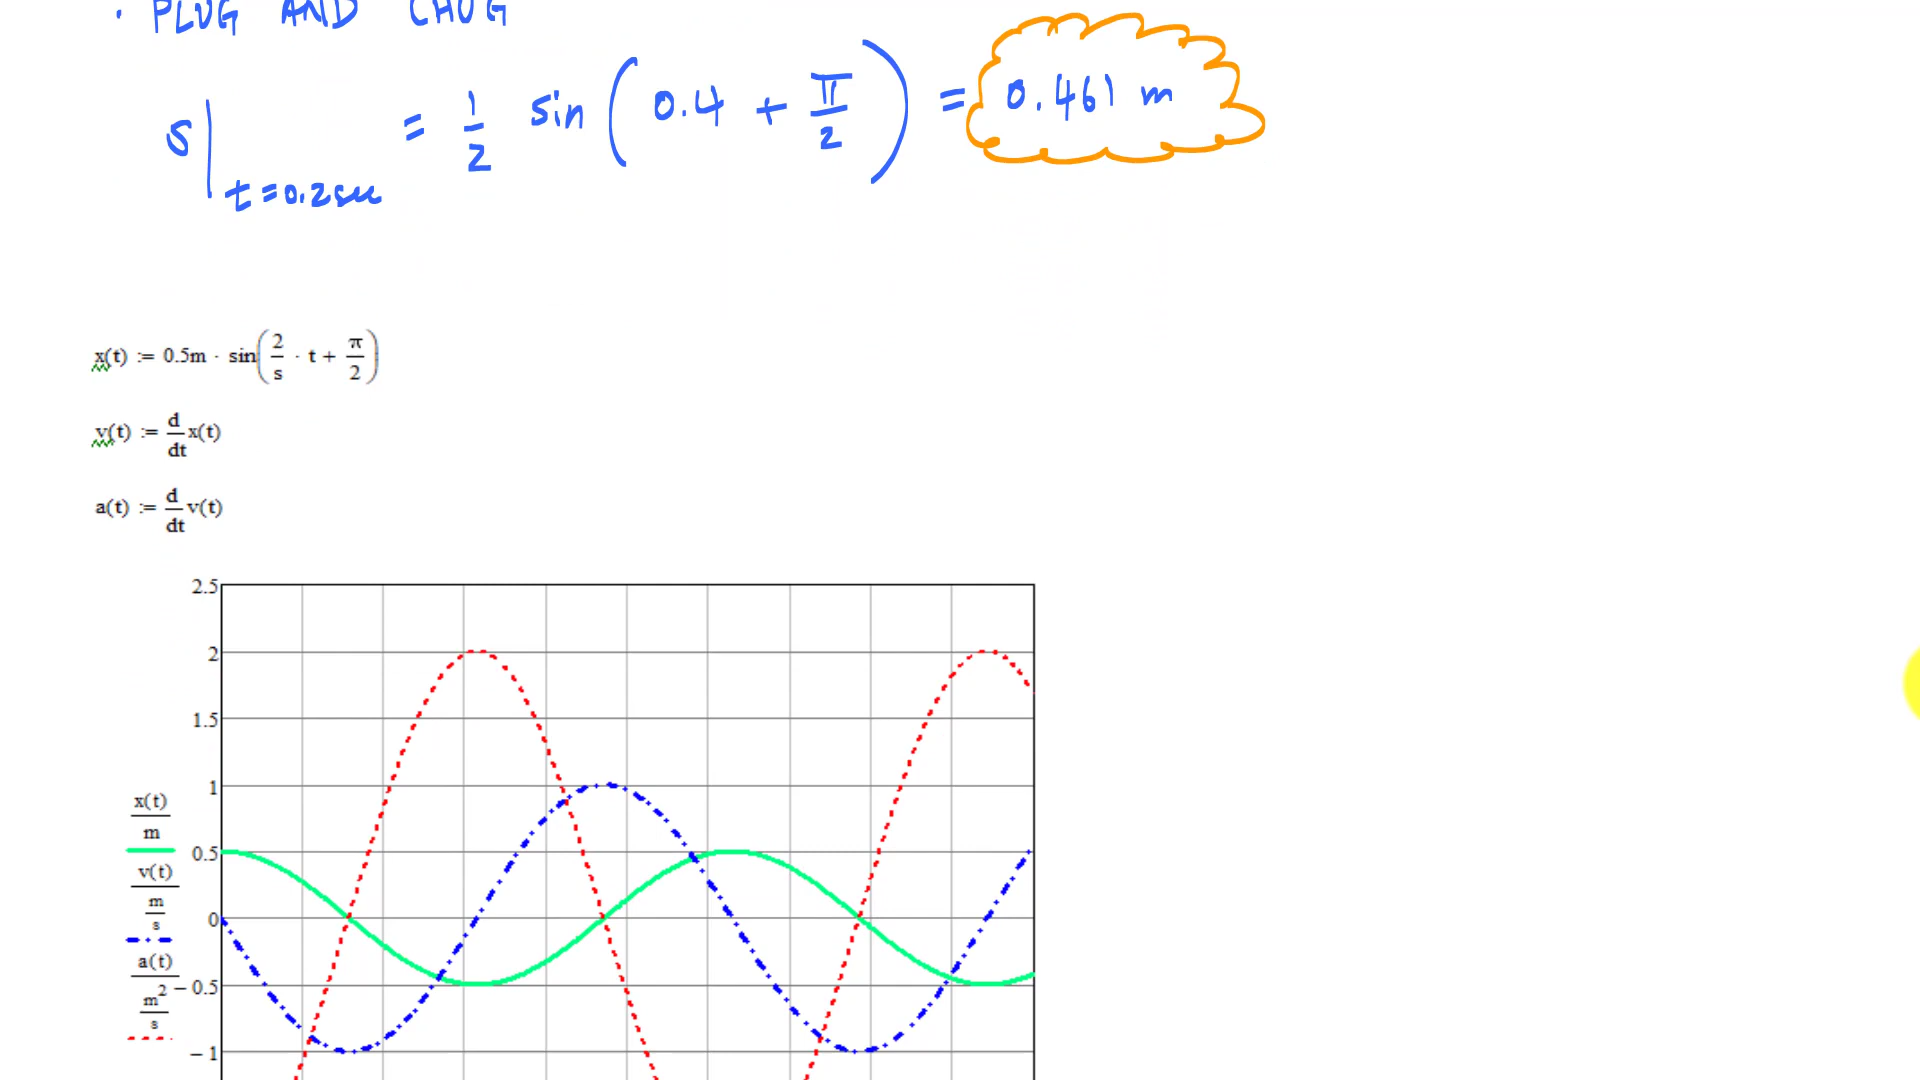 · PLUG AND CHUG
s|t=0.2sec = 1/2 sin(0.4 + π/2) = 0.461 m
x(t) := 0.5m · sin(2/s · t + π/2)
v(t) := d/dt x(t)
a(t) := d/dt v(t)
2.5
2
1.5
1
0.5
0
−0.5
−1
x(t)/m
v(t)/(m/s)
a(t)/(m²/s)